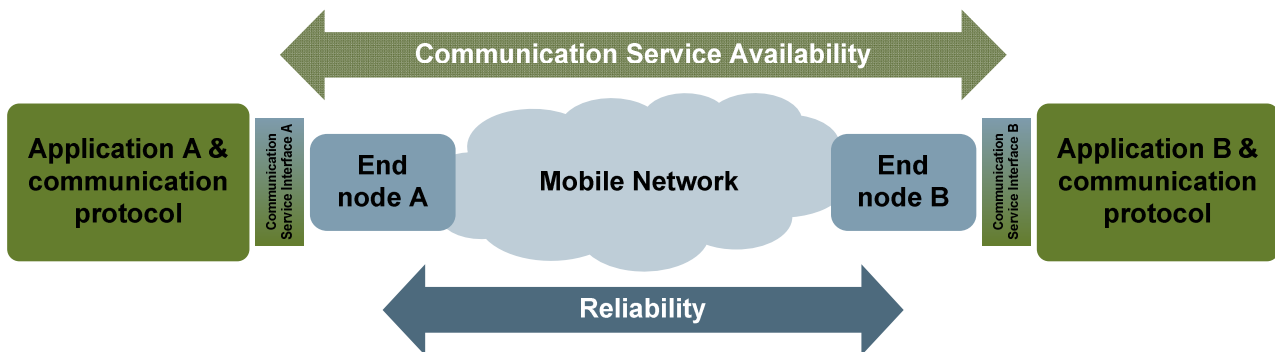 Communication Service Availability
Application A &
communication
protocol
Communication
Service Interface A
End
node A
Mobile Network
End
node B
Communication
Service Interface B
Application B &
communication
protocol
Reliability